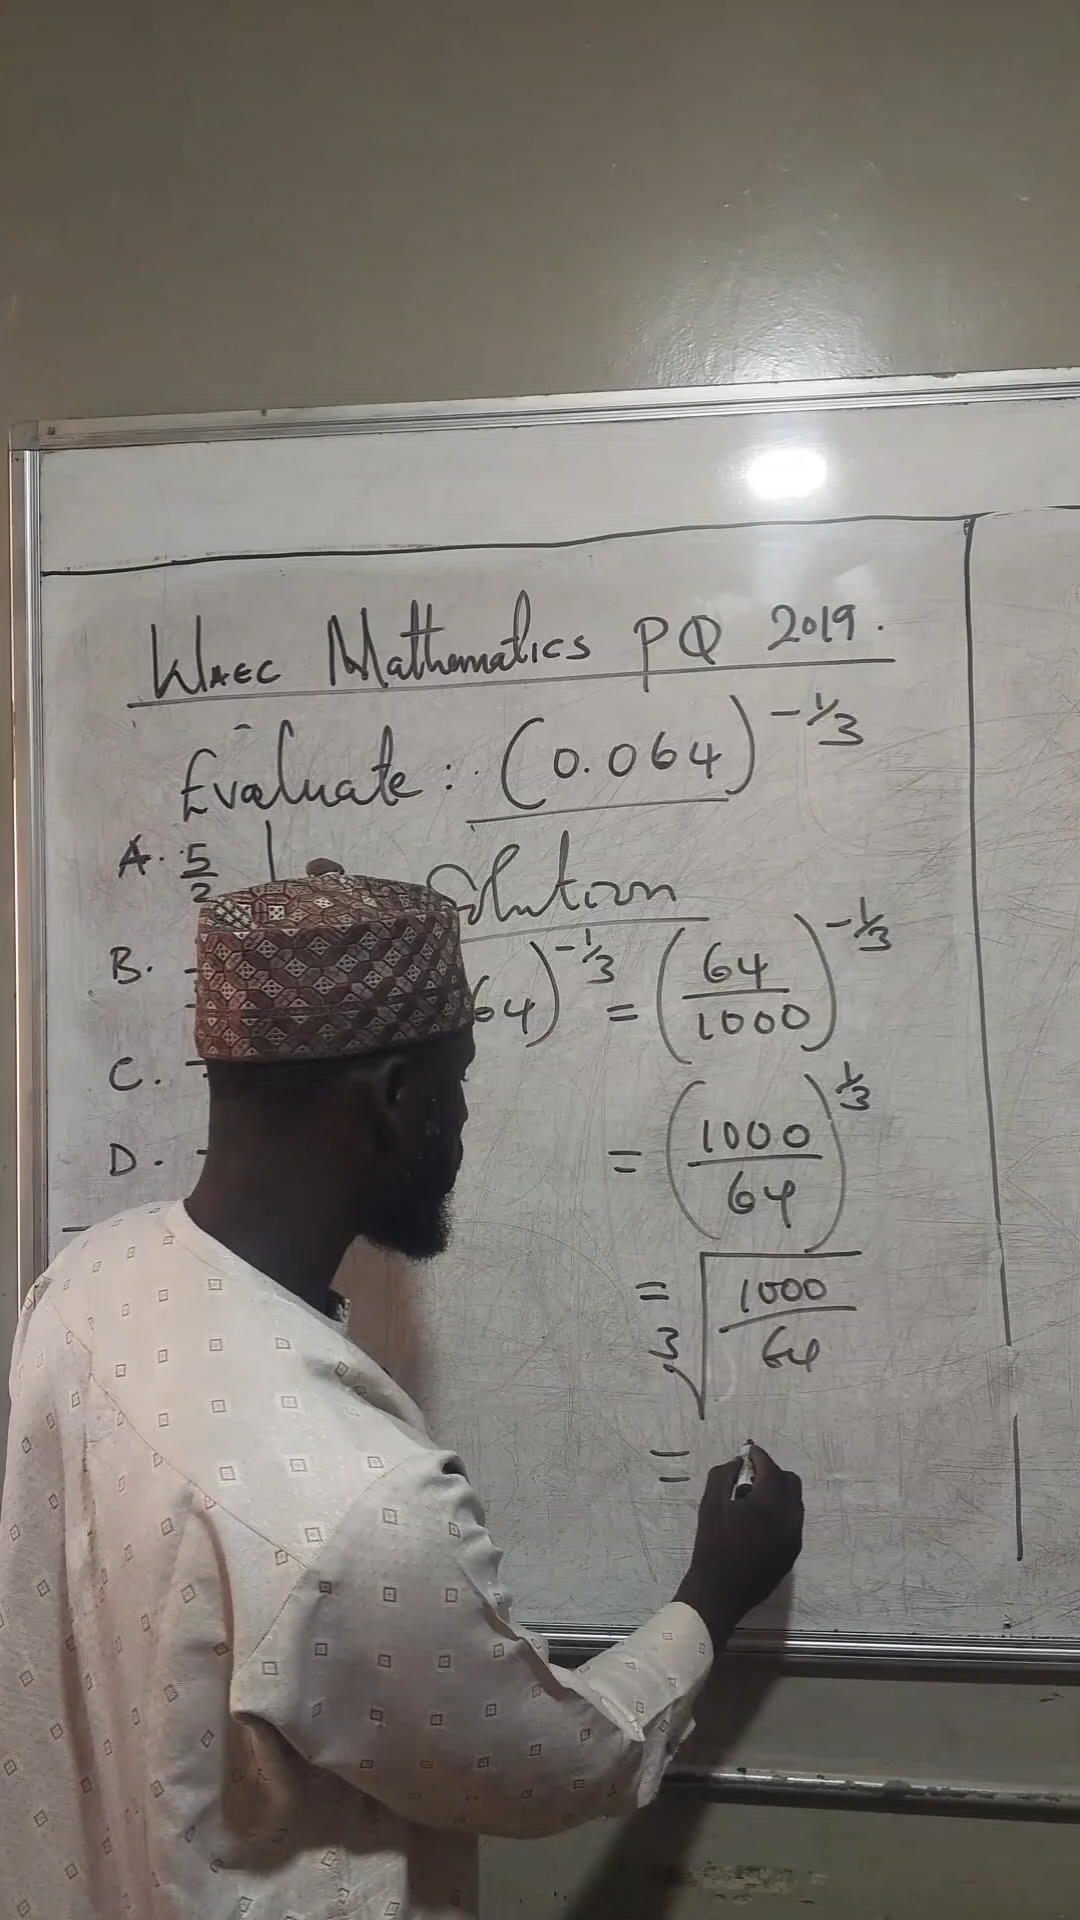 WAEC Mathematics PQ 2019.
Evaluate: (0.064)^-1/3
A. 5/2
Solution
B. 64)^-1/3 = (64/1000)^-1/3
C.
D. = (1000/64)^1/3
= ∛(1000/64)
=